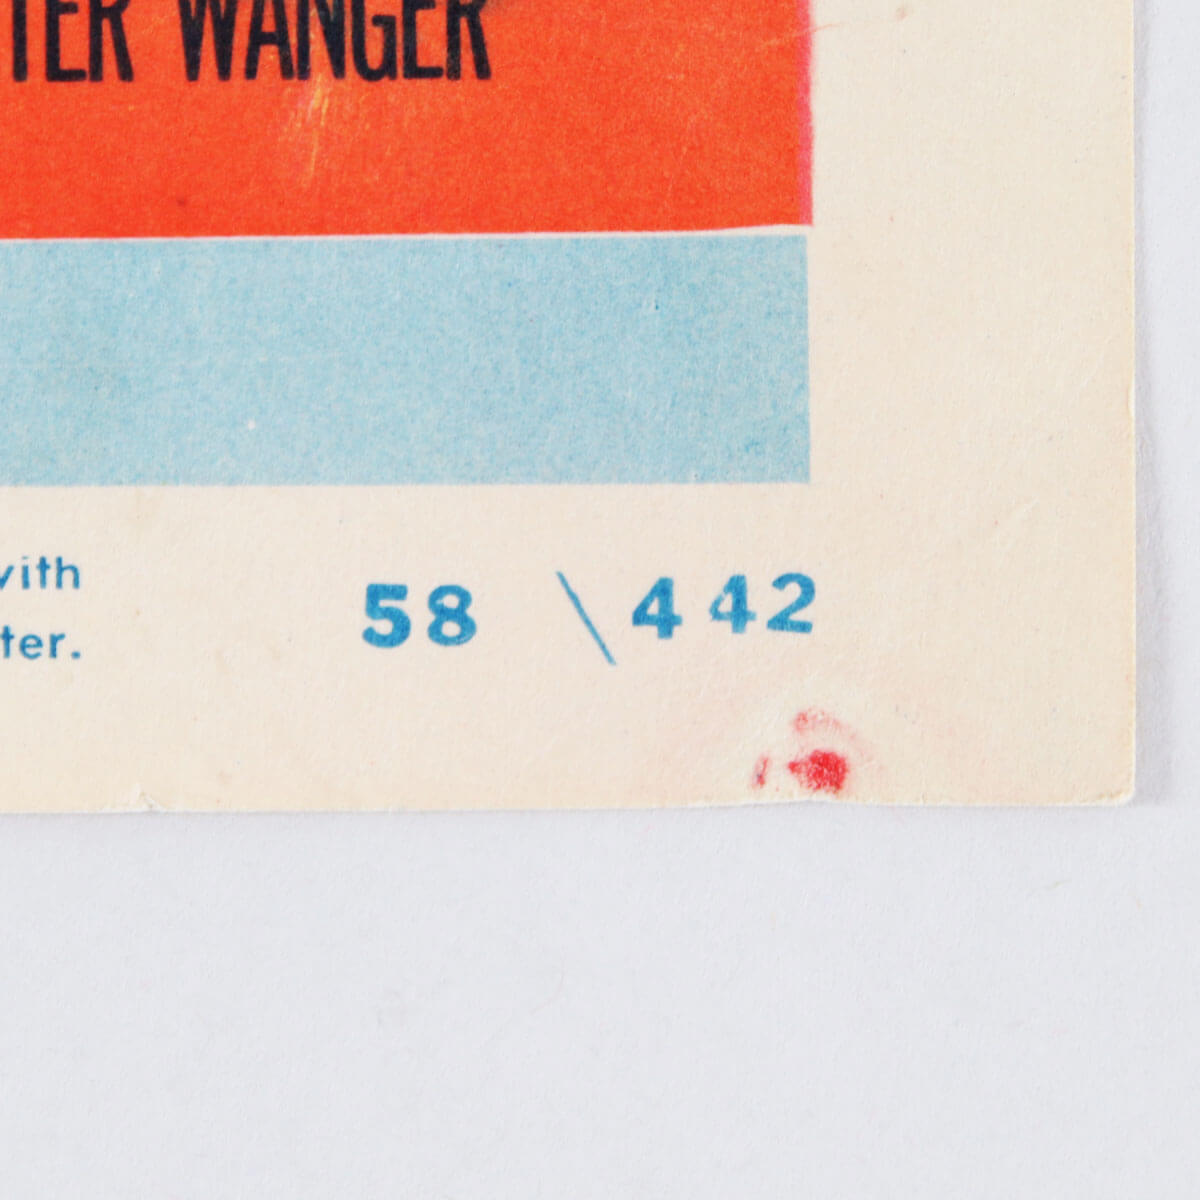 TER WANGER
vith
ter.
58 \ 442